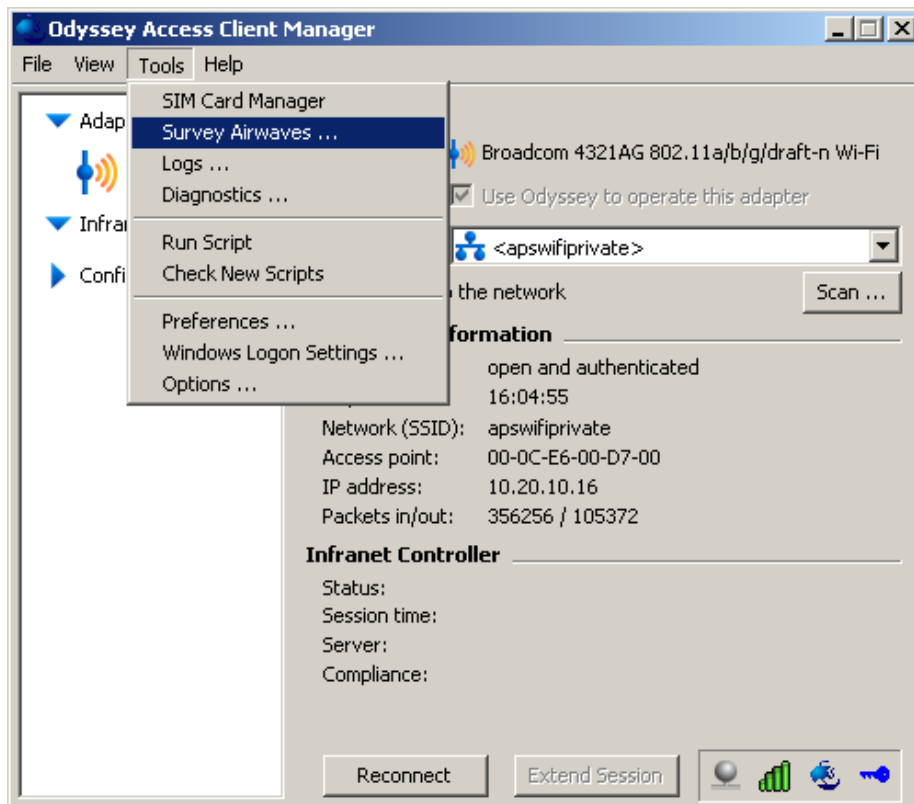 Odyssey Access Client Manager
File View Tools Help
SIM Card Manager
Survey Airwaves ...
Logs ...
Diagnostics ...
Run Script
Check New Scripts
Preferences ...
Windows Logon Settings ...
Options ...
Adap
Infra
Confi
Broadcom 4321AG 802.11a/b/g/draft-n Wi-Fi
Use Odyssey to operate this adapter
<apswifiprivate>
the network
Scan ...
formation
open and authenticated
16:04:55
Network (SSID): apswifiprivate
Access point: 00-0C-E6-00-D7-00
IP address: 10.20.10.16
Packets in/out: 356256 / 105372
Infranet Controller
Status:
Session time:
Server:
Compliance:
Reconnect Extend Session